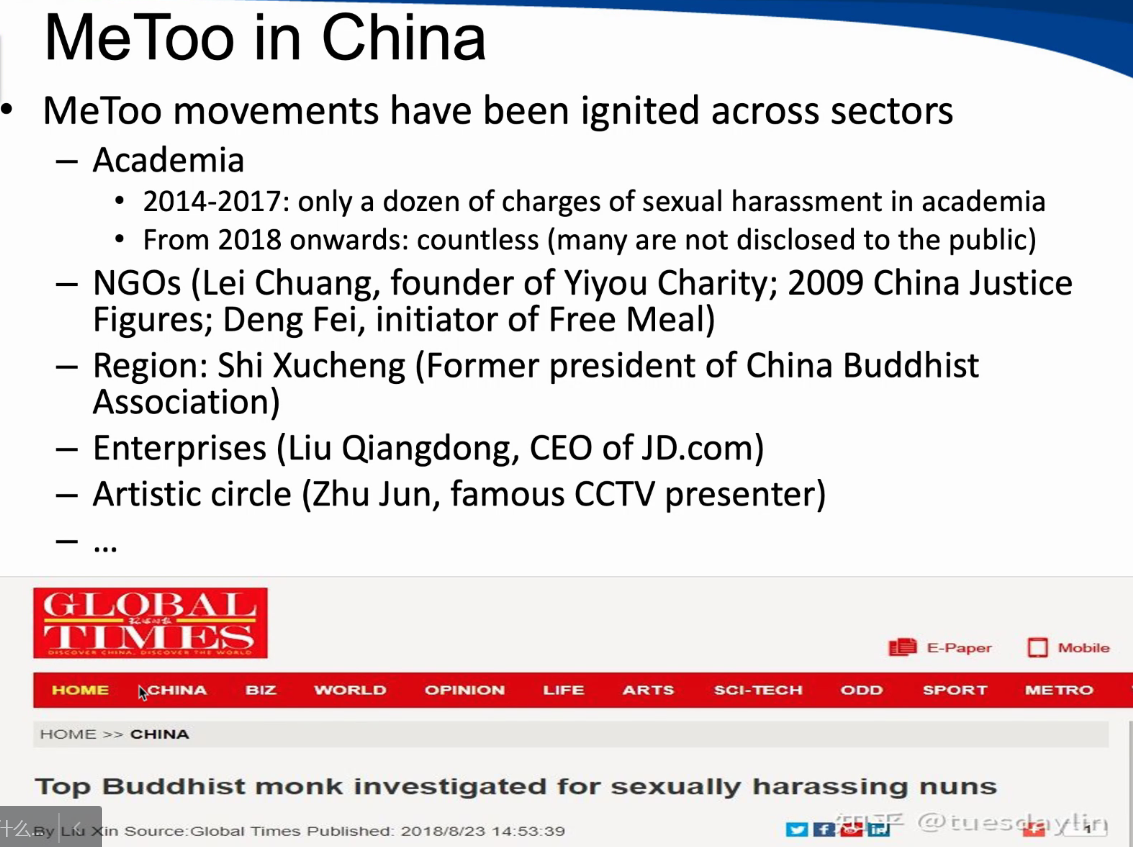 MeToo in China
• MeToo movements have been ignited across sectors
– Academia
• 2014-2017: only a dozen of charges of sexual harassment in academia
• From 2018 onwards: countless (many are not disclosed to the public)
– NGOs (Lei Chuang, founder of Yiyou Charity; 2009 China Justice
Figures; Deng Fei, initiator of Free Meal)
– Region: Shi Xucheng (Former president of China Buddhist
Association)
– Enterprises (Liu Qiangdong, CEO of JD.com)
– Artistic circle (Zhu Jun, famous CCTV presenter)
– ...
GLOBAL
环球时报
TIMES
DISCOVER CHINA, DISCOVER THE WORLD
E-Paper Mobile
HOME CHINA BIZ WORLD OPINION LIFE ARTS SCI-TECH ODD SPORT METRO
HOME >> CHINA
Top Buddhist monk investigated for sexually harassing nuns
什么...
By Liu Xin Source:Global Times Published: 2018/8/23 14:53:39
知乎 @tuesdaylin